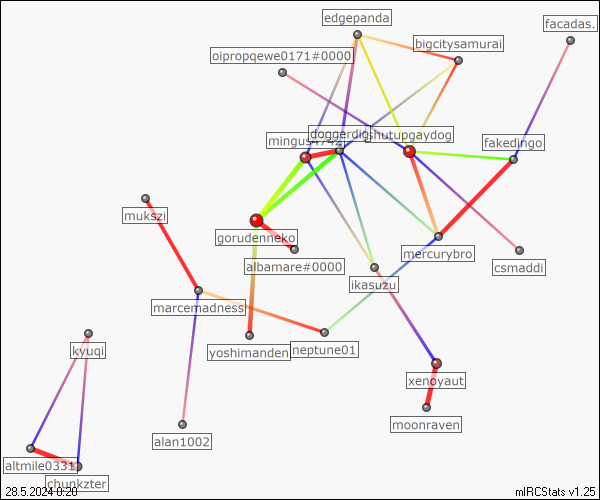 edgepanda
facadas.
bigcitysamurai
oipropqewe0171#0000
doggerdig
shutupgaydog
mingus4742
fakedingo
mukszi
gorudenneko
mercurybro
albamare#0000
csmaddi
ikasuzu
marcemadness
yoshimanden
neptune01
kyuqi
xenoyaut
moonraven
alan1002
altmile0331
chunkzter
28.5.2024 0:20
mIRCStats v1.25